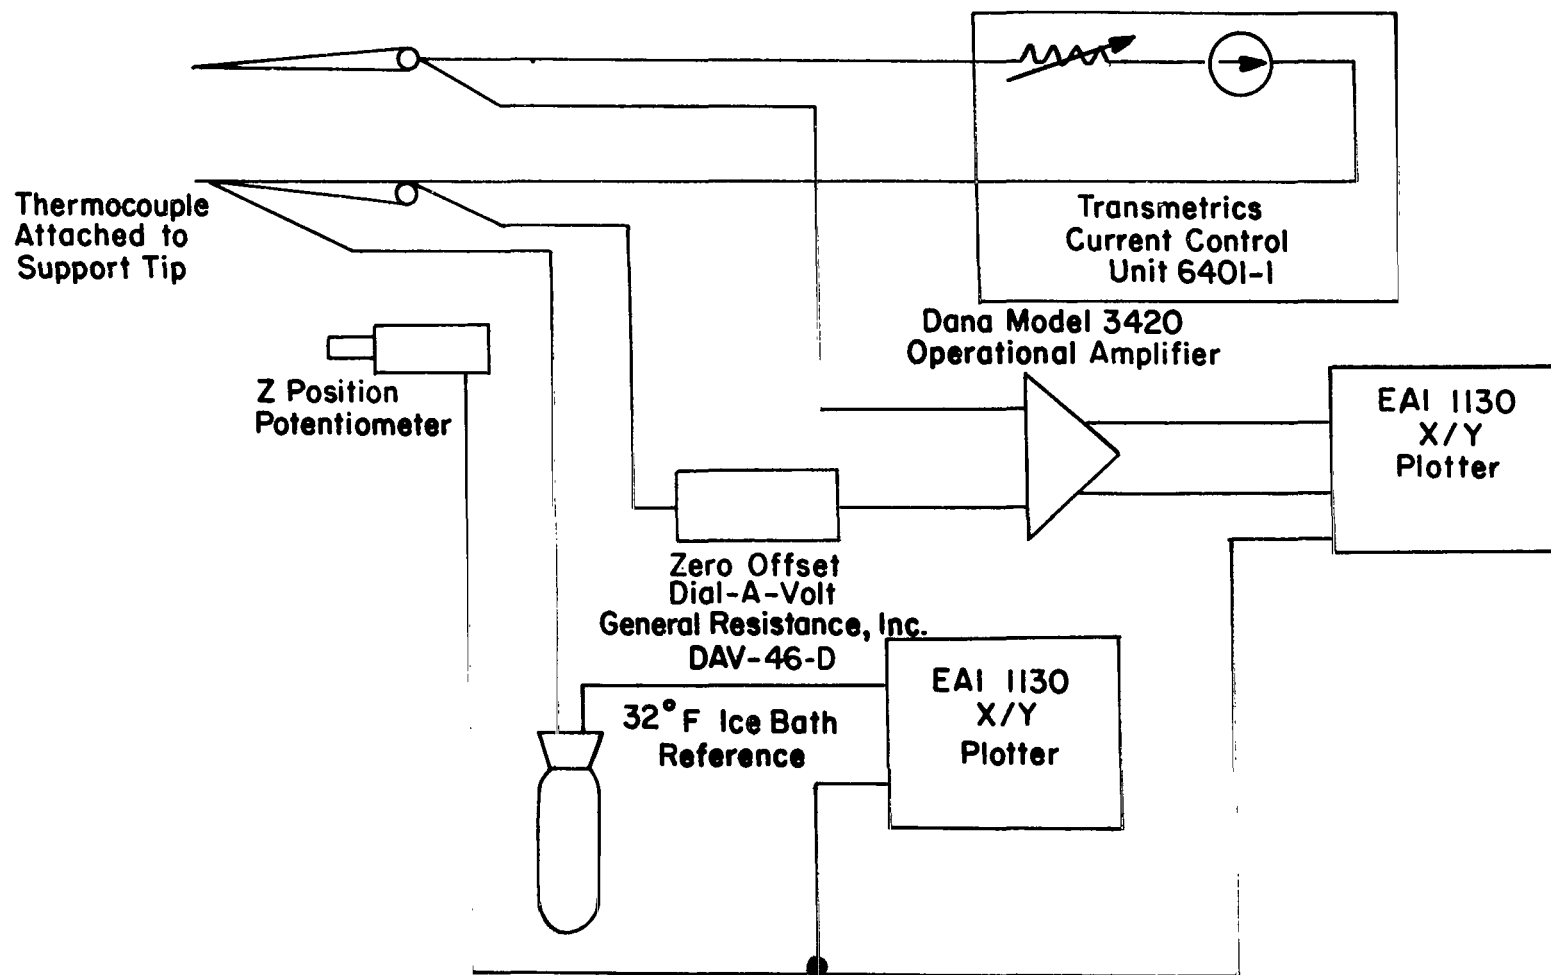 Thermocouple
Attached to
Support Tip
Transmetrics
Current Control
Unit 6401-1
Dana Model 3420
Operational Amplifier
Z Position
Potentiometer
EAI 1130
X/Y
Plotter
Zero Offset
Dial-A-Volt
General Resistance, Inc.
DAV-46-D
EAI 1130
X/Y
Plotter
32°F Ice Bath
Reference